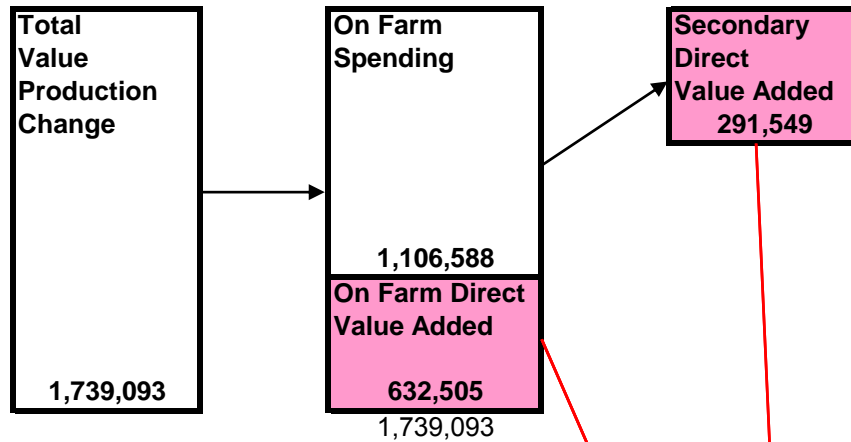 Total
Value
Production
Change
1,739,093
On Farm
Spending
1,106,588
On Farm Direct
Value Added
632,505
1,739,093
Secondary
Direct
Value Added
291,549